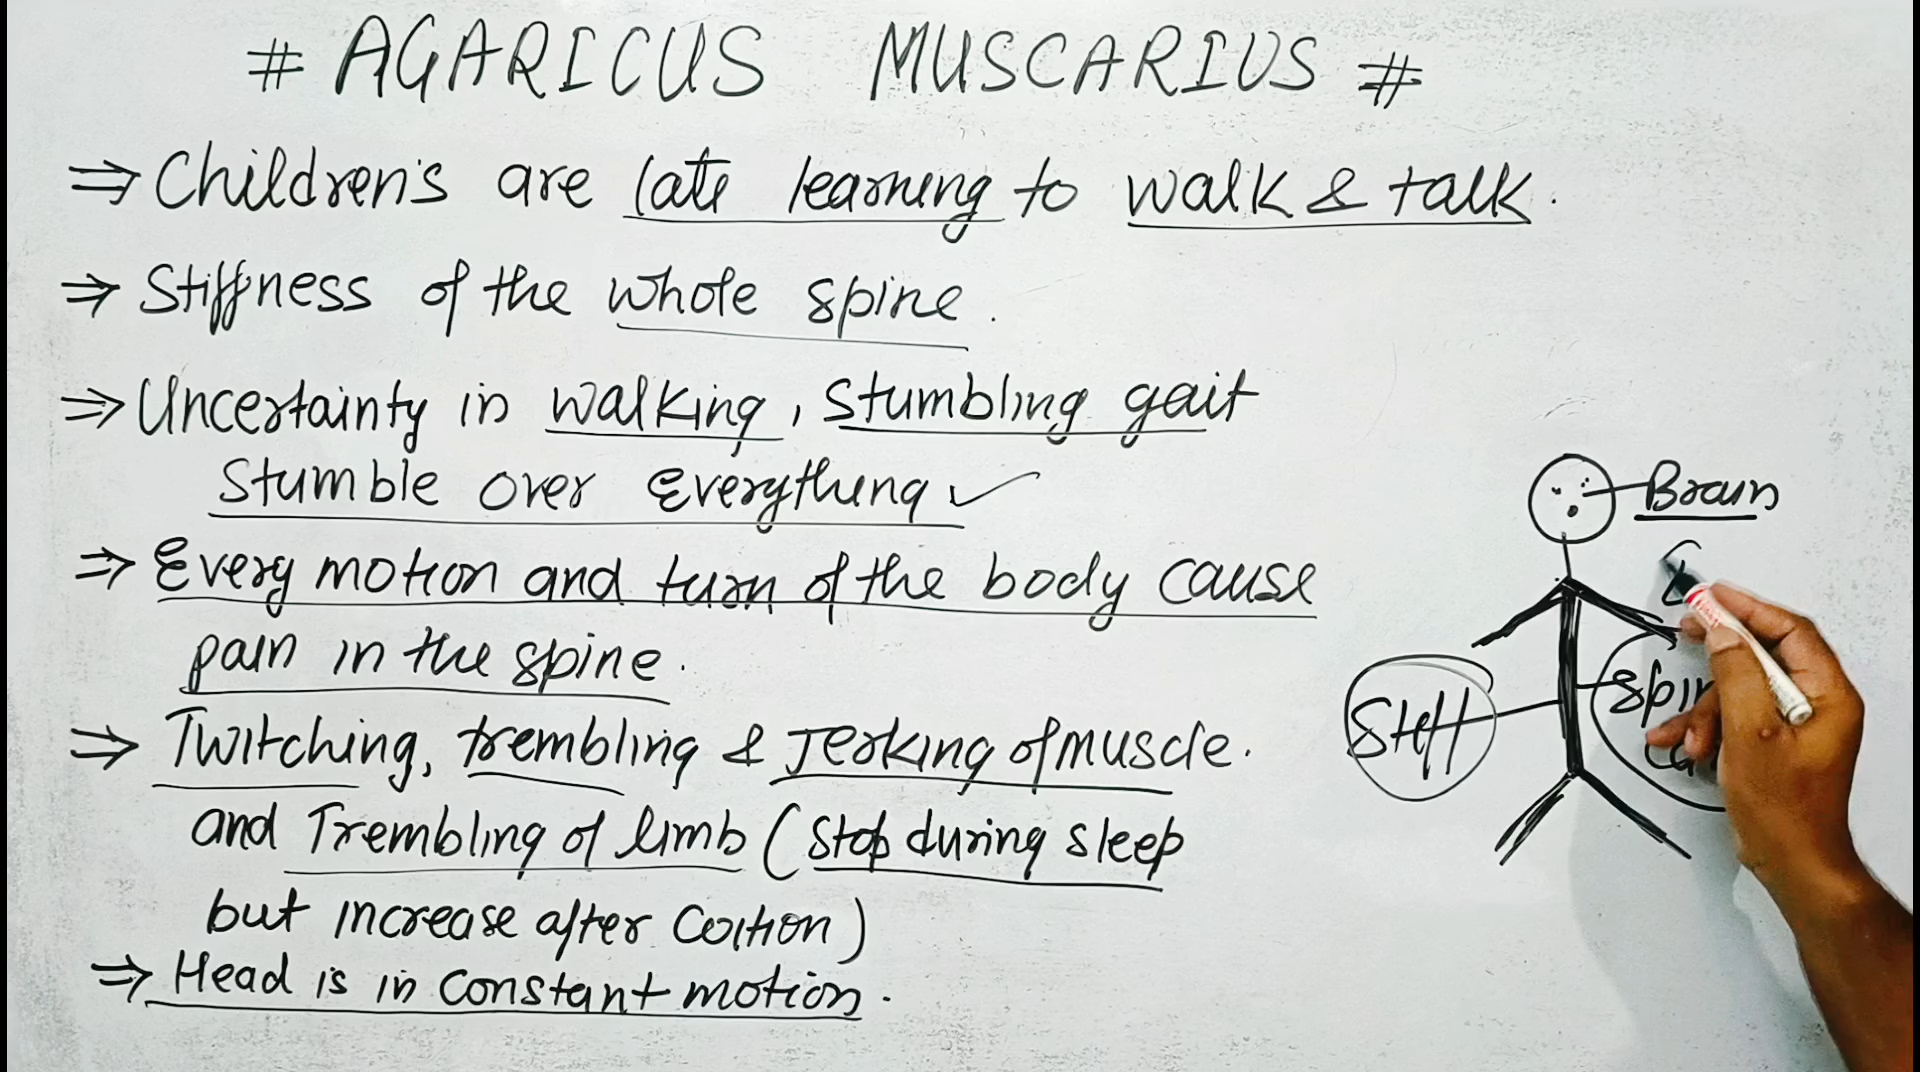 # AGARICUS MUSCARIUS #
⇒ Children's are late learning to walk & talk.
⇒ Stiffness of the whole spine.
⇒ Uncertainty in walking, Stumbling gait
Stumble over everything ✓
⇒ Every motion and turn of the body cause
pain in the spine.
⇒ Twitching, trembling & Jerking of muscle.
and Trembling of limb (Stop during sleep
but increase after Coition)
⇒ Head is in constant motion.
Brain
Stiff